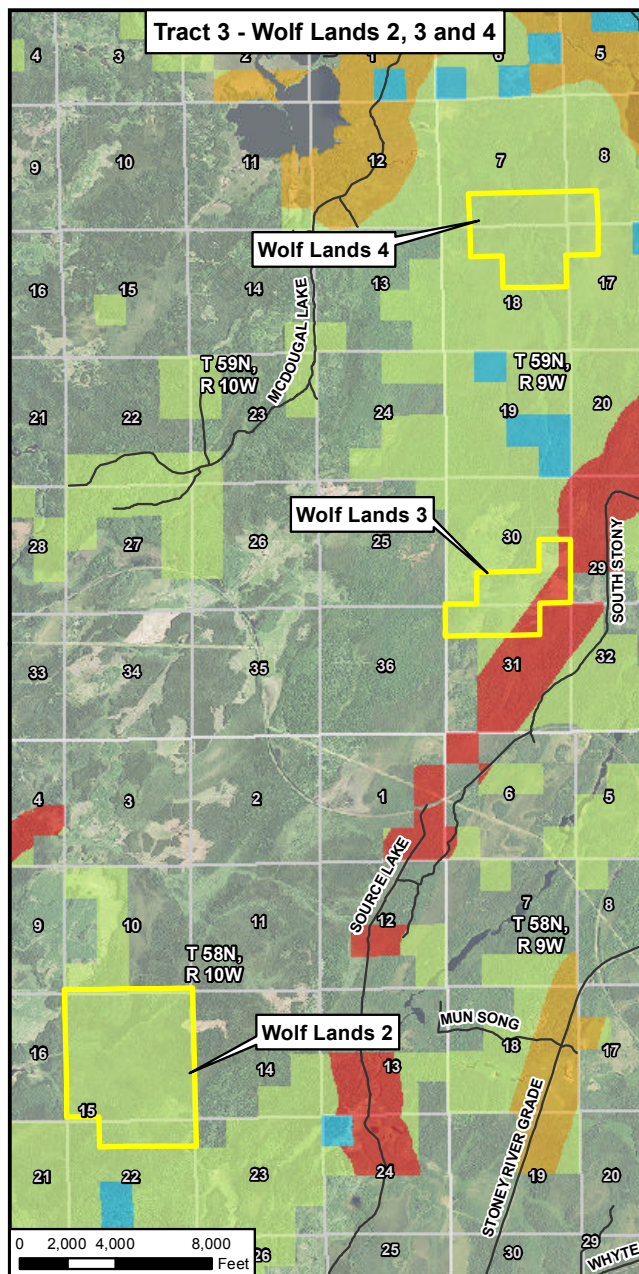 Tract 3 - Wolf Lands 2, 3 and 4
4 3 2 1 6 5
9 10 11 12 7 8
Wolf Lands 4
16 15 14 13 18 17
MCDOUGAL LAKE
T 59N, R 10W
T 59N, R 9W
21 22 23 24 19 20
Wolf Lands 3
28 27 26 25 30 29
SOUTH STONY
33 34 35 36 31 32
4 3 2 1 6 5
SOURCE LAKE
9 10 11 12 7 8
T 58N, R 10W
T 58N, R 9W
MUN SONG
Wolf Lands 2
16 15 14 13 18 17
STONEY RIVER GRADE
21 22 23 24 19 20
26 25 30 29
WHYTE
0 2,000 4,000 8,000
Feet